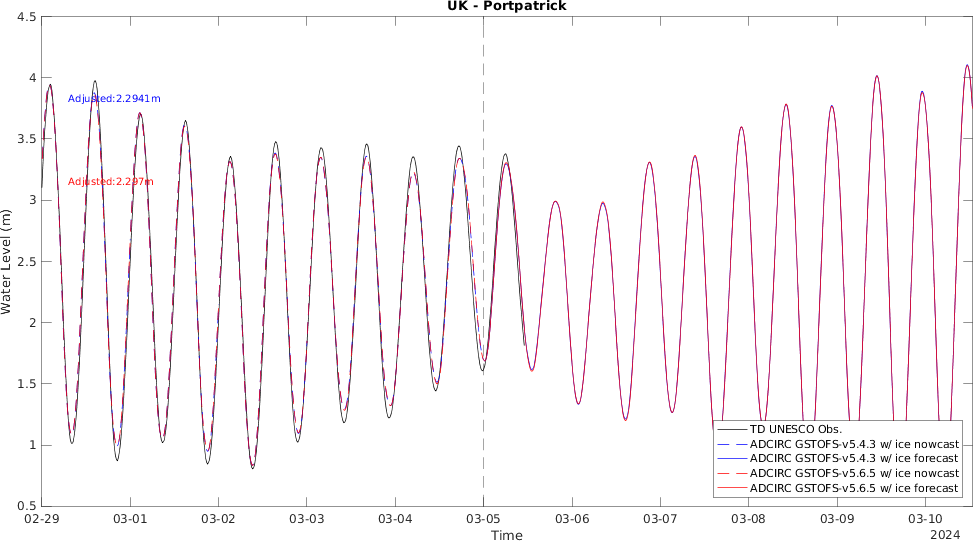 UK - Portpatrick
4.5
4
3.5
3
2.5
2
1.5
1
0.5
Water Level (m)
Adjusted:2.2941m
Adjusted:2.297m
TD UNESCO Obs.
ADCIRC GSTOFS-v5.4.3 w/ ice nowcast
ADCIRC GSTOFS-v5.4.3 w/ ice forecast
ADCIRC GSTOFS-v5.6.5 w/ ice nowcast
ADCIRC GSTOFS-v5.6.5 w/ ice forecast
02-29 03-01 03-02 03-03 03-04 03-05 03-06 03-07 03-08 03-09 03-10
Time
2024